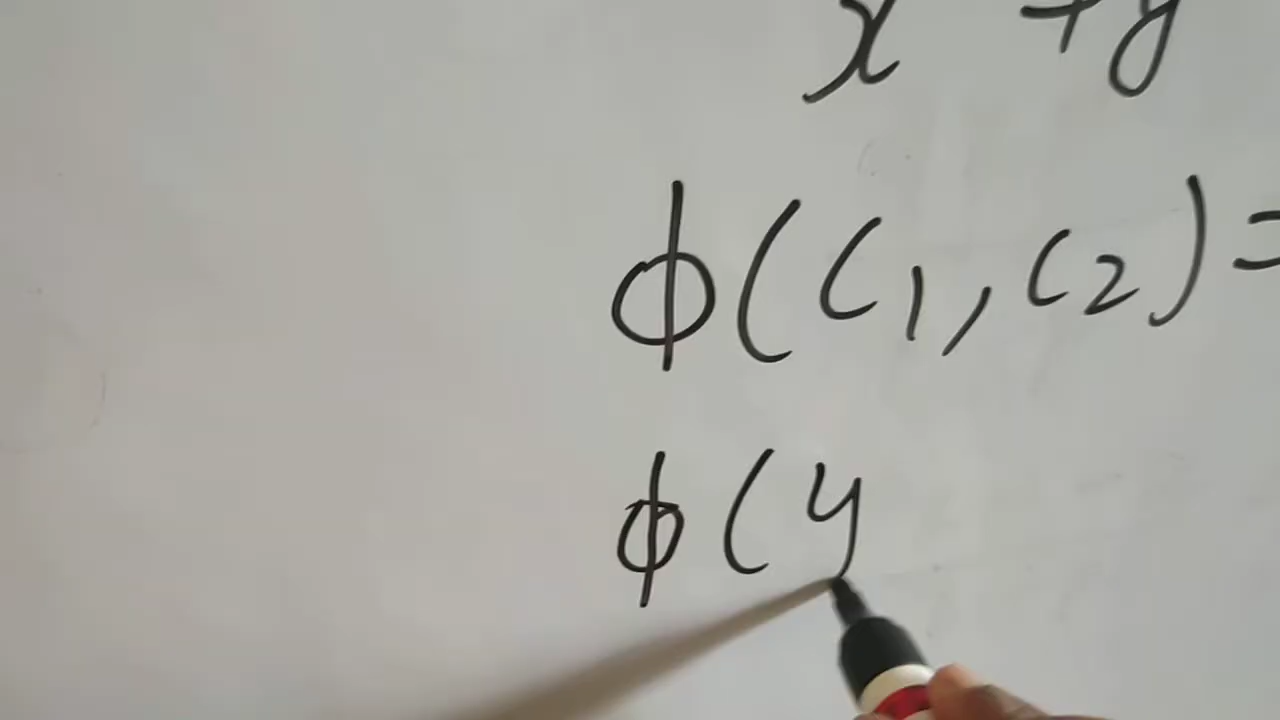 x + y
ϕ(c₁, c₂) =
ϕ(y